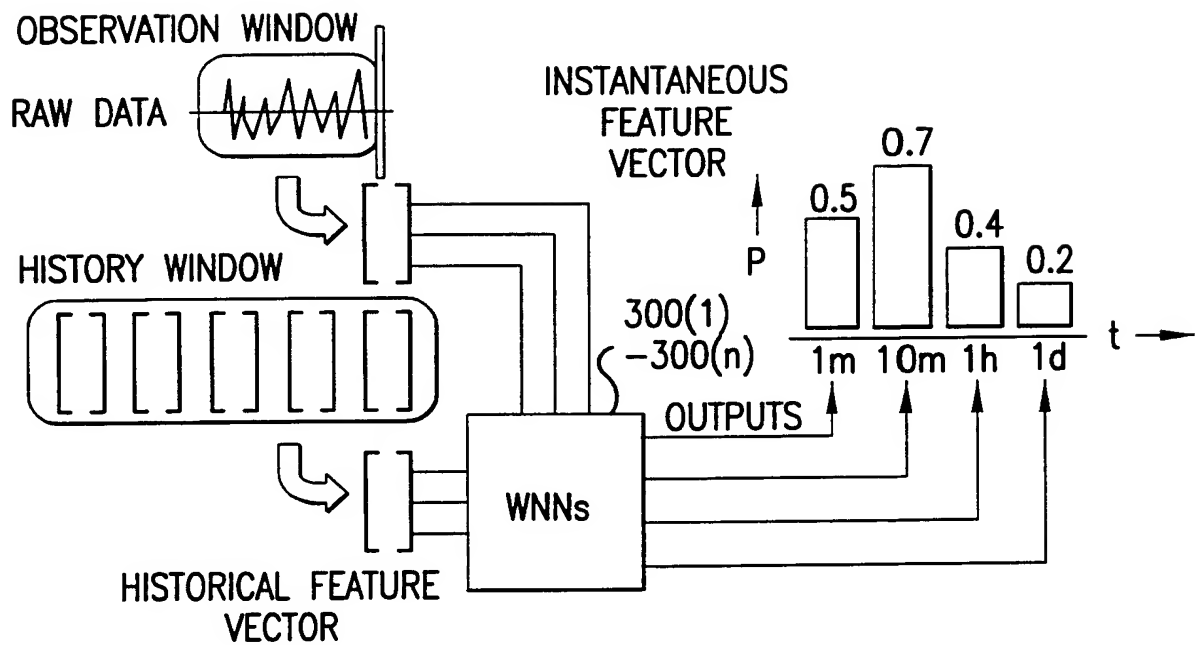 OBSERVATION WINDOW
RAW DATA
INSTANTANEOUS
FEATURE
VECTOR
HISTORY WINDOW
P
0.5
0.7
0.4
0.2
1m 10m 1h 1d
t
300(1)
-300(n)
OUTPUTS
WNNs
HISTORICAL FEATURE
VECTOR